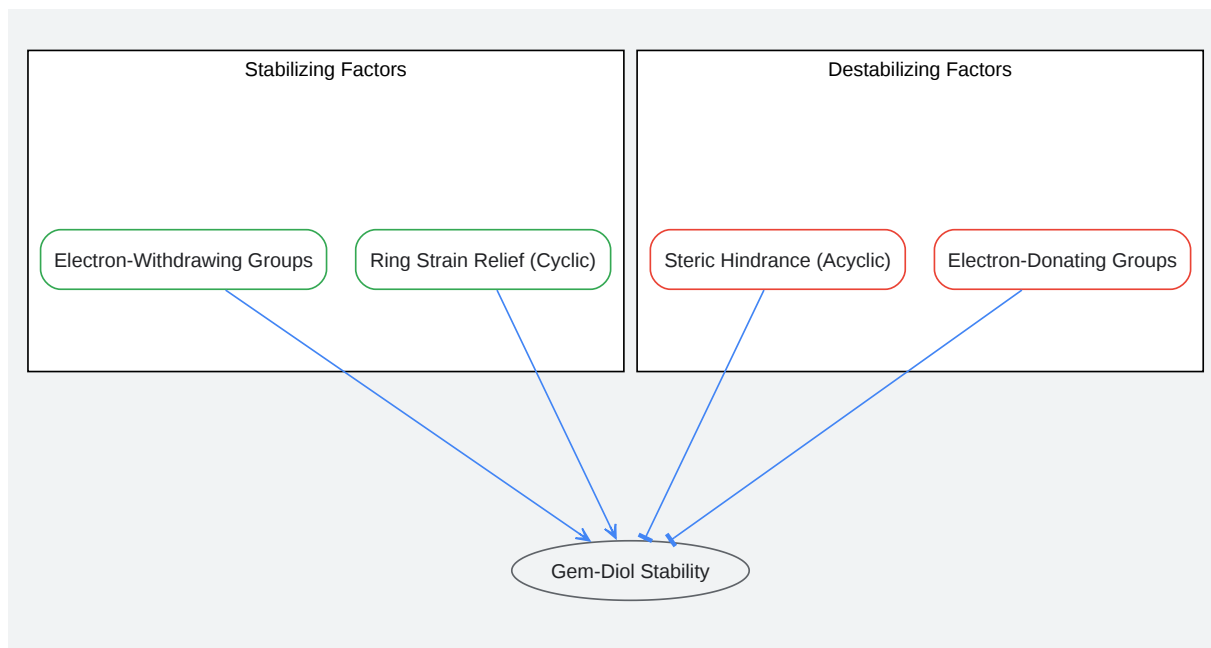 Stabilizing Factors
Destabilizing Factors
Electron-Withdrawing Groups
Ring Strain Relief (Cyclic)
Steric Hindrance (Acyclic)
Electron-Donating Groups
Gem-Diol Stability